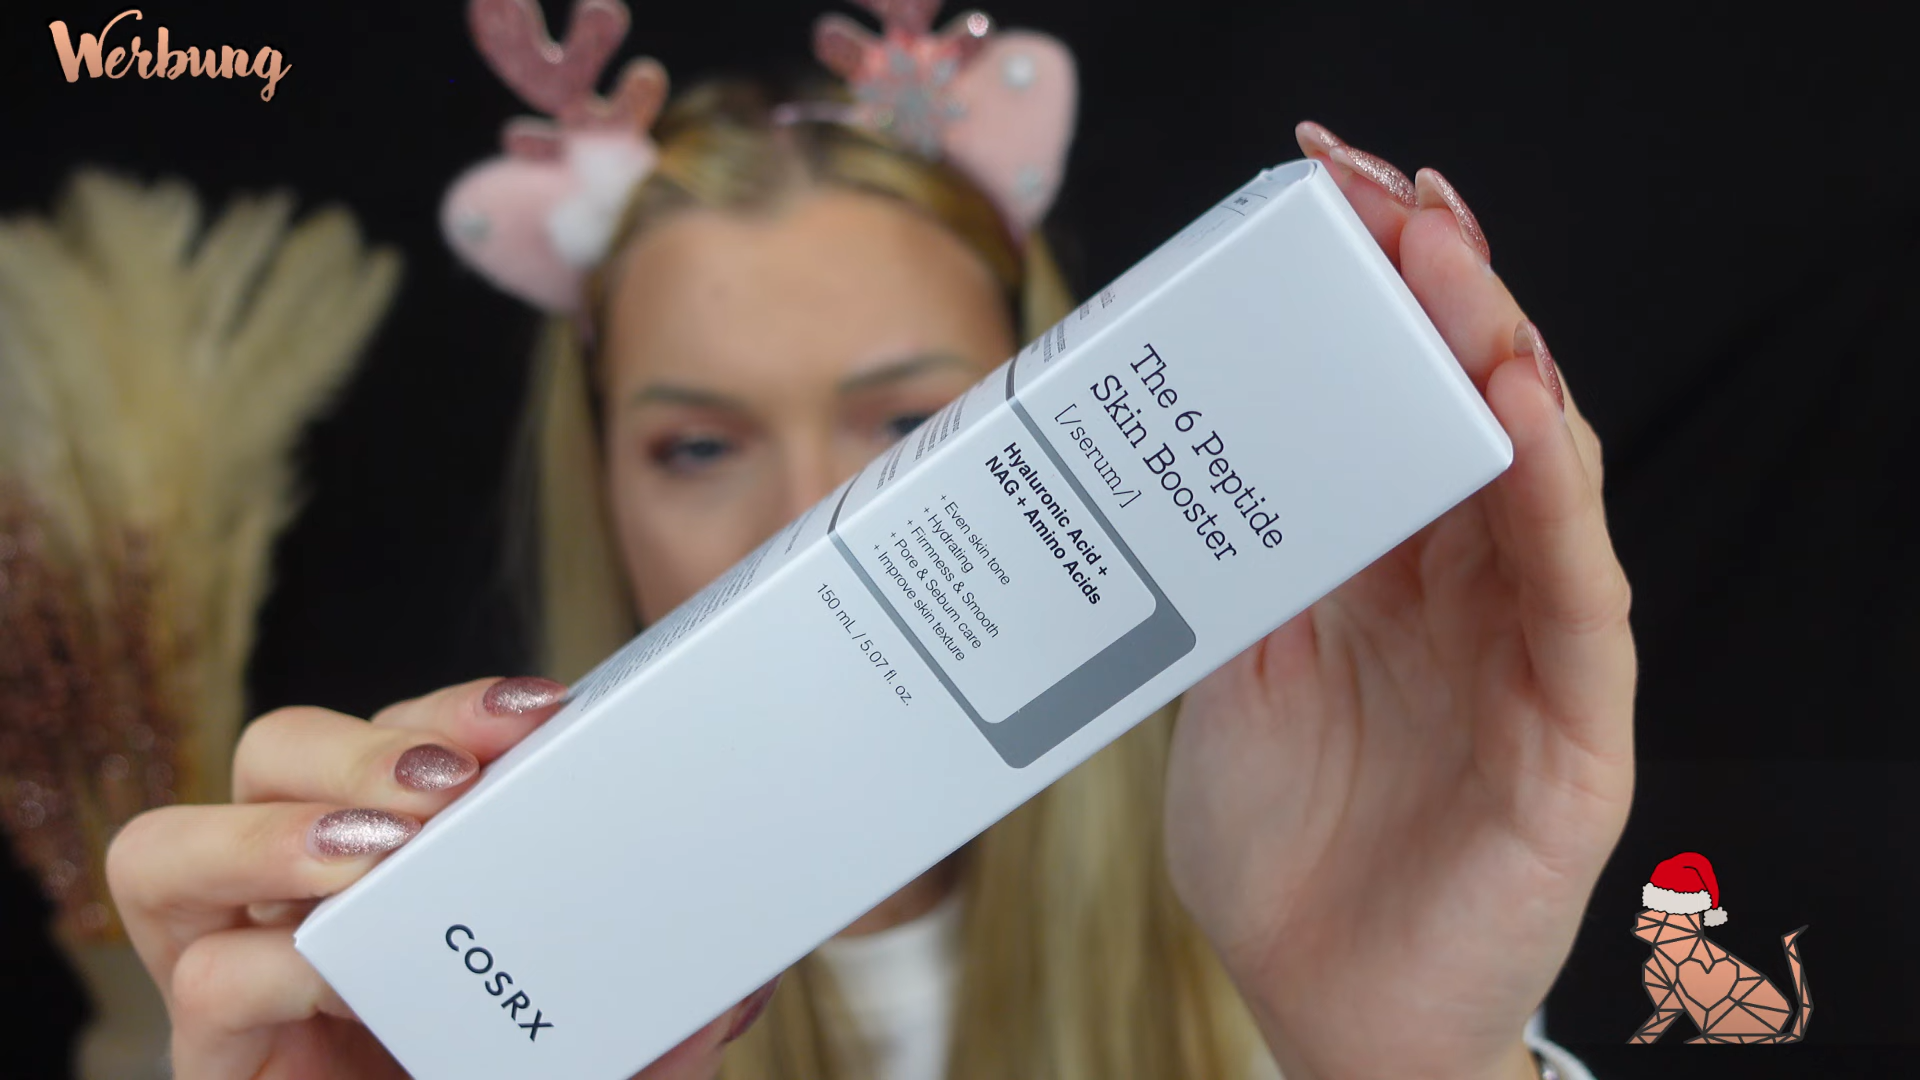 Werbung
The 6 Peptide
Skin Booster
[/serum/]
Hyaluronic Acid +
NAG + Amino Acids
+ Even skin tone
+ Hydrating
+ Firmness & Smooth
+ Pore & Sebum care
+ Improve skin texture
150 mL / 5.07 fl. oz.
COSRX